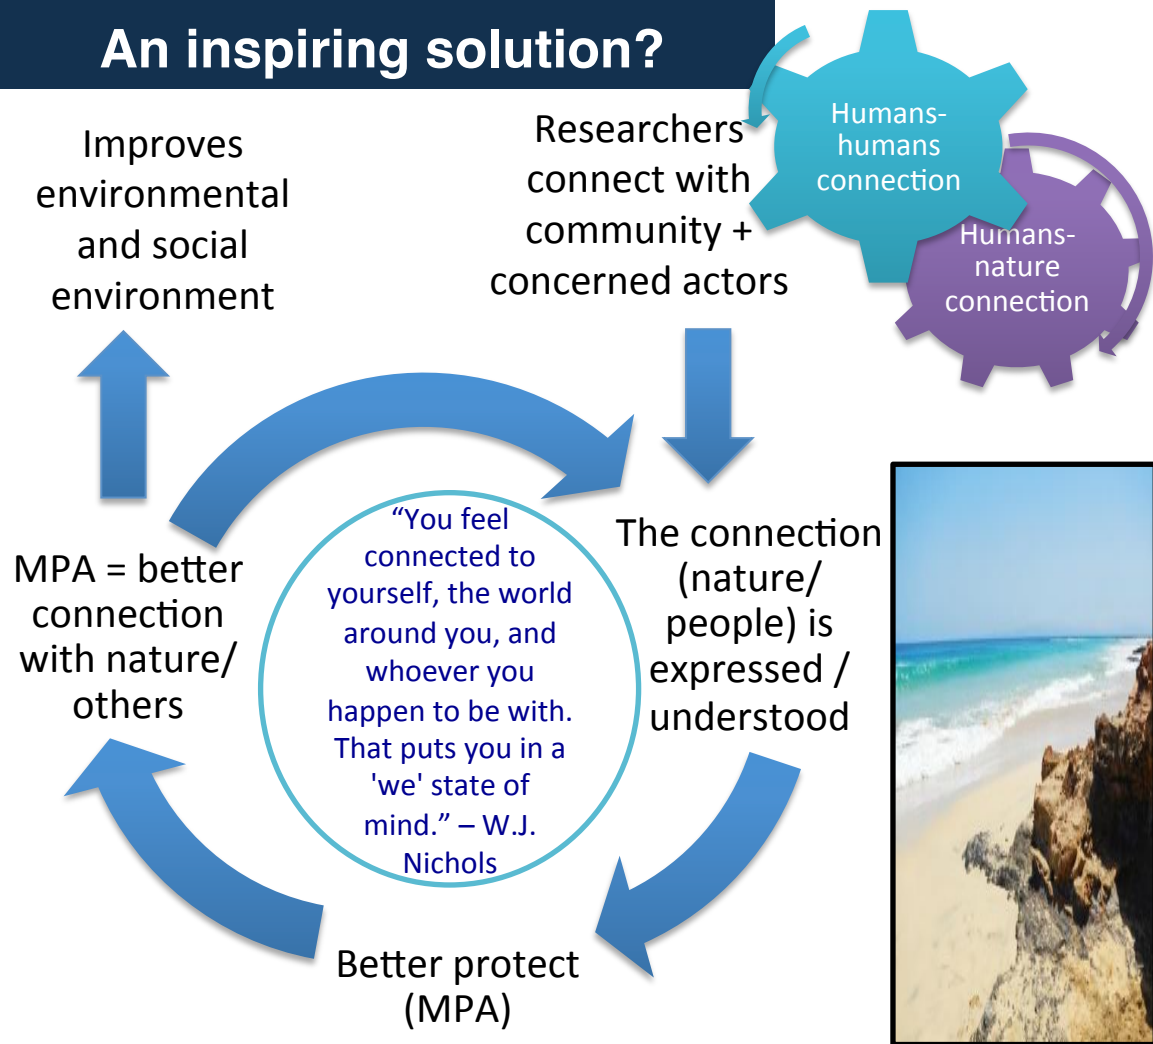 An inspiring solution?
Improves
environmental
and social
environment
Researchers
connect with
community +
concerned actors
Humans-
humans
connection
Humans-
nature
connection
The connection
(nature/
people) is
expressed /
understood
Better protect
(MPA)
MPA = better
connection
with nature/
others
“You feel
connected to
yourself, the world
around you, and
whoever you
happen to be with.
That puts you in a
'we' state of
mind.” – W.J.
Nichols